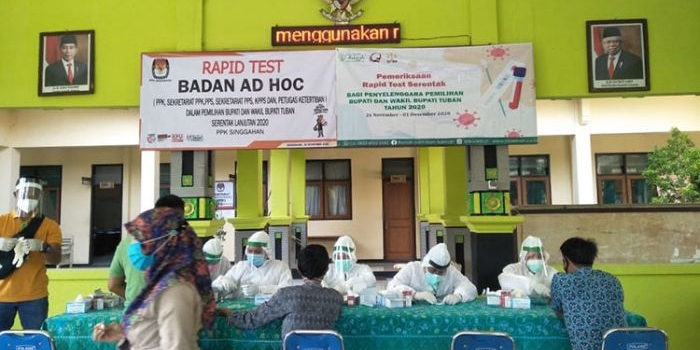 menggunakan r
RAPID TEST
BADAN AD HOC
( PPK, SEKRETARIAT PPK,PPS, SEKRETARIAT PPS, KPPS DAN, PETUGAS KETERTIBAN )
DALAM PEMILIHAN BUPATI DAN WAKIL BUPATI TUBAN
SERENTAK LANJUTAN 2020
PPK SINGGAHAN
Pemeriksaan
Rapid Test Serentak
BAGI PENYELENGGARA PEMILIHAN
BUPATI DAN WAKIL BUPATI TUBAN
TAHUN 2020